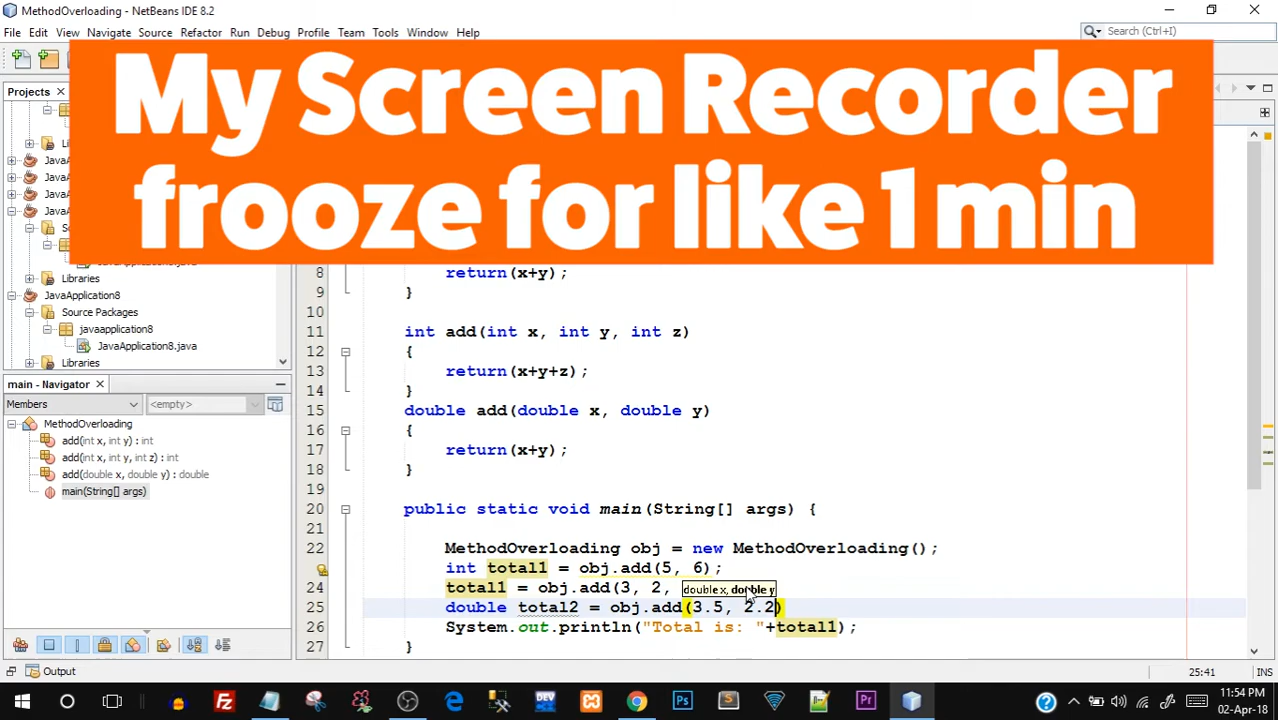 MethodOverloading - NetBeans IDE 8.2
File Edit View Navigate Source Refactor Run Debug Profile Team Tools Window Help
Search (Ctrl+I)
My Screen Recorder
frooze for like 1 min
Projects
Libraries
JavaApplication8
Source Packages
javaapplication8
JavaApplication8.java
Libraries
main - Navigator
Members
<empty>
MethodOverloading
add(int x, int y) : int
add(int x, int y, int z) : int
add(double x, double y) : double
main(String[] args)
8 return(x+y);
9 }
10
11 int add(int x, int y, int z)
12 {
13 return(x+y+z);
14 }
15 double add(double x, double y)
16 {
17 return(x+y);
18 }
19
20 public static void main(String[] args) {
21
22 MethodOverloading obj = new MethodOverloading();
int total1 = obj.add(5, 6);
24 total1 = obj.add(3, 2,
double x, double y
25 double total2 = obj.add(3.5, 2.2)
26 System.out.println("Total is: "+total1);
27 }
Output
25:41 INS
11:54 PM
02-Apr-18